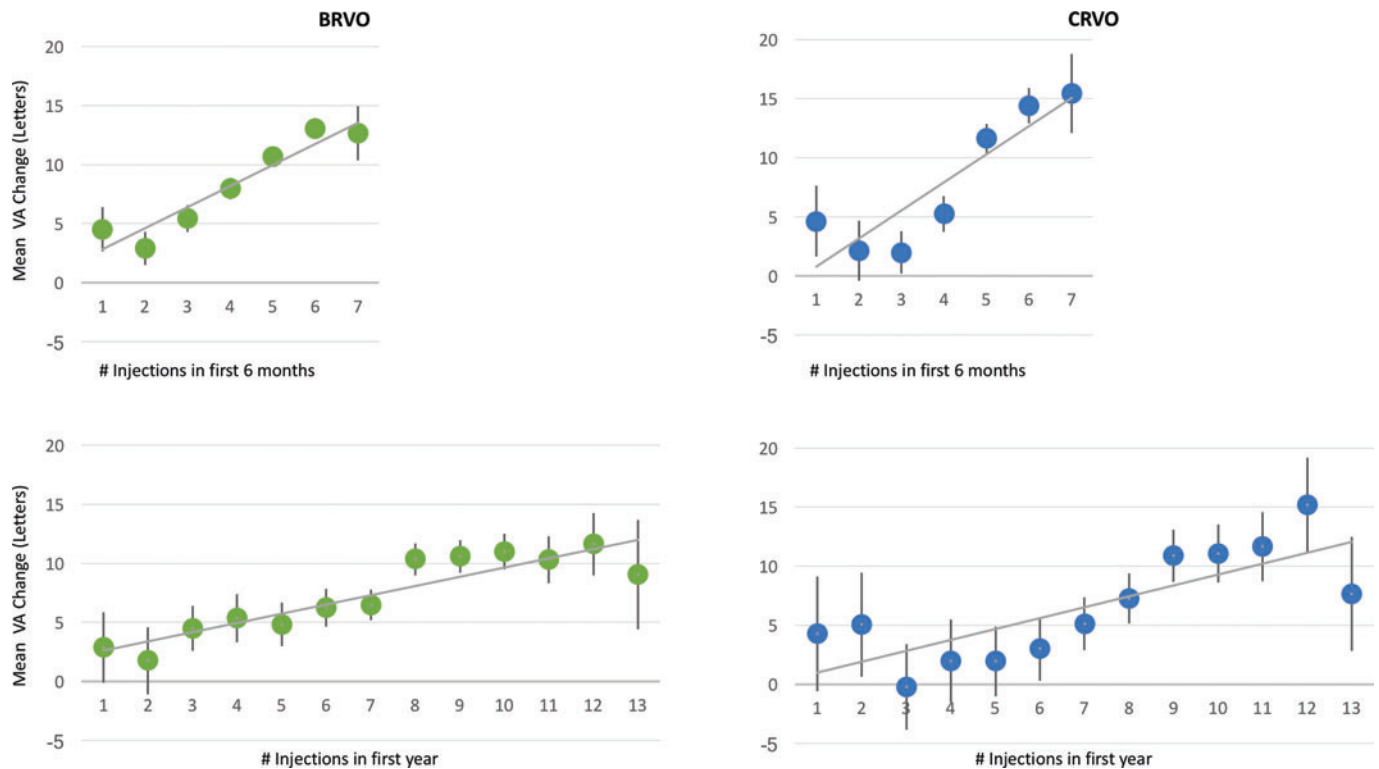 BRVO
20
15
10
5
0
-5
Mean VA Change (Letters)
1 2 3 4 5 6 7
# Injections in first 6 months
CRVO
20
15
10
5
0
-5
1 2 3 4 5 6 7
# Injections in first 6 months
20
15
10
5
0
-5
Mean VA Change (Letters)
1 2 3 4 5 6 7 8 9 10 11 12 13
# Injections in first year
20
15
10
5
0
-5
1 2 3 4 5 6 7 8 9 10 11 12 13
# Injections in first year